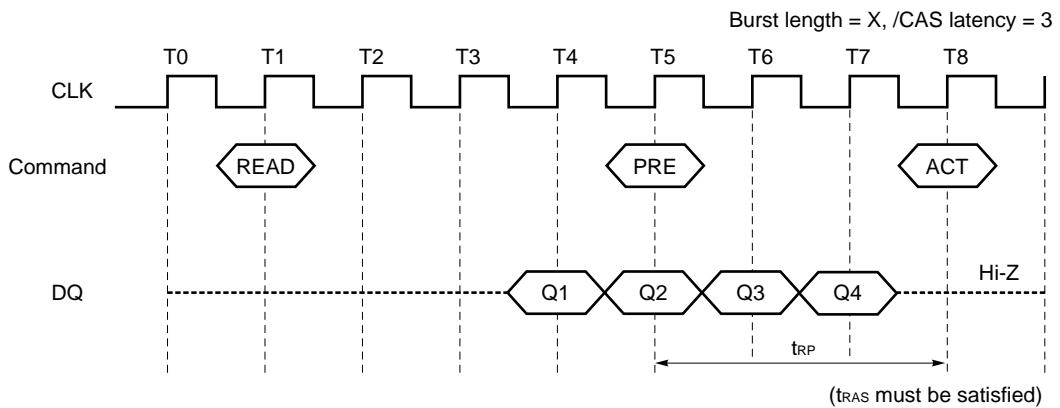 Burst length = X, /CAS latency = 3
T0 T1 T2 T3 T4 T5 T6 T7 T8
CLK
Command READ PRE ACT
Hi-Z
DQ Q1 Q2 Q3 Q4
tRP
(tRAS must be satisfied)